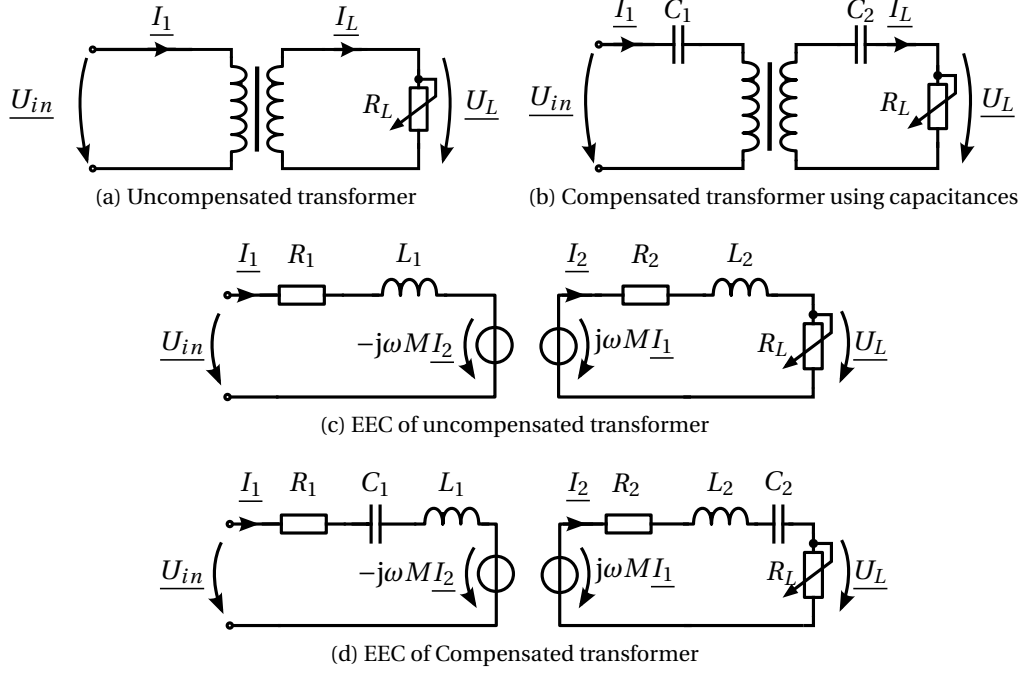 I1 IL
Uin RL UL
(a) Uncompensated transformer
I1 C1 C2 IL
Uin RL UL
(b) Compensated transformer using capacitances
I1 R1 L1 I2 R2 L2
Uin −jωMI2 jωMI1 RL UL
(c) EEC of uncompensated transformer
I1 R1 C1 L1 I2 R2 L2 C2
Uin −jωMI2 jωMI1 RL UL
(d) EEC of Compensated transformer